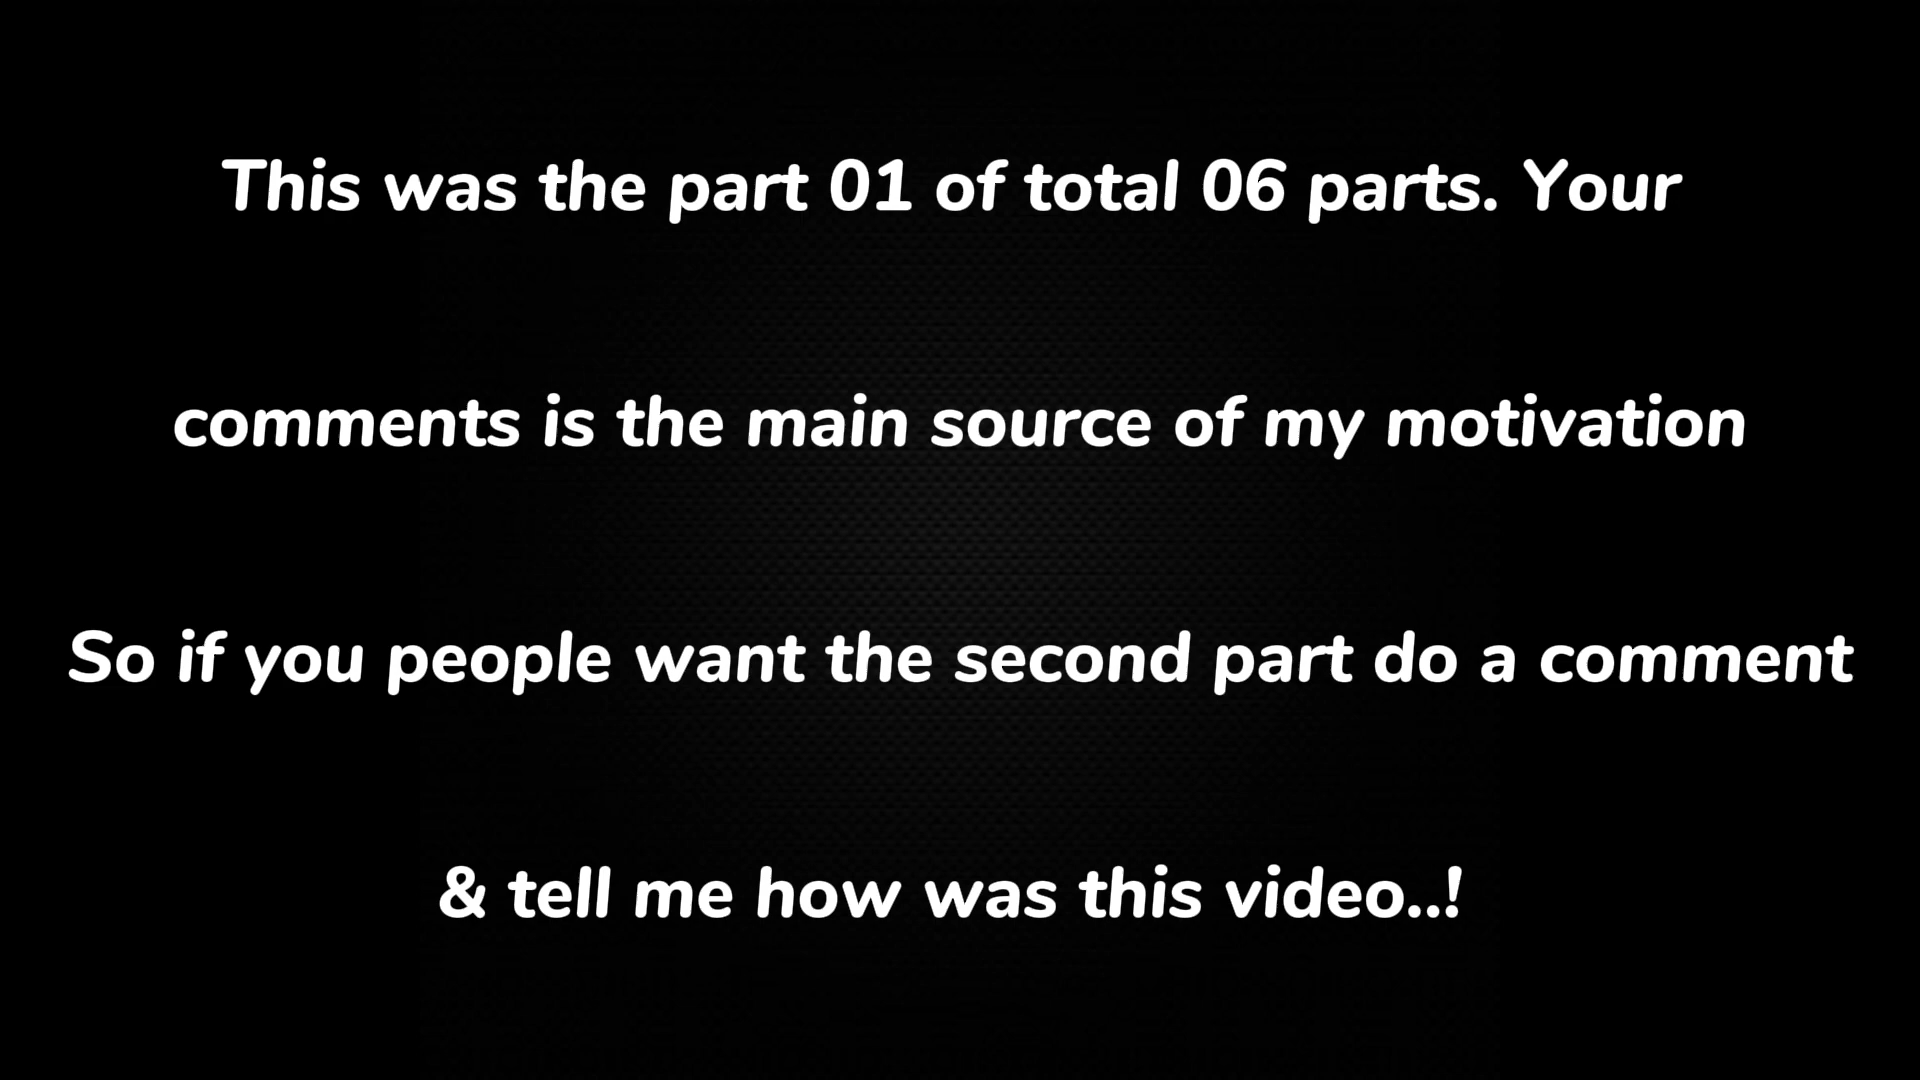 This was the part 01 of total 06 parts. Your
comments is the main source of my motivation
So if you people want the second part do a comment
& tell me how was this video..!